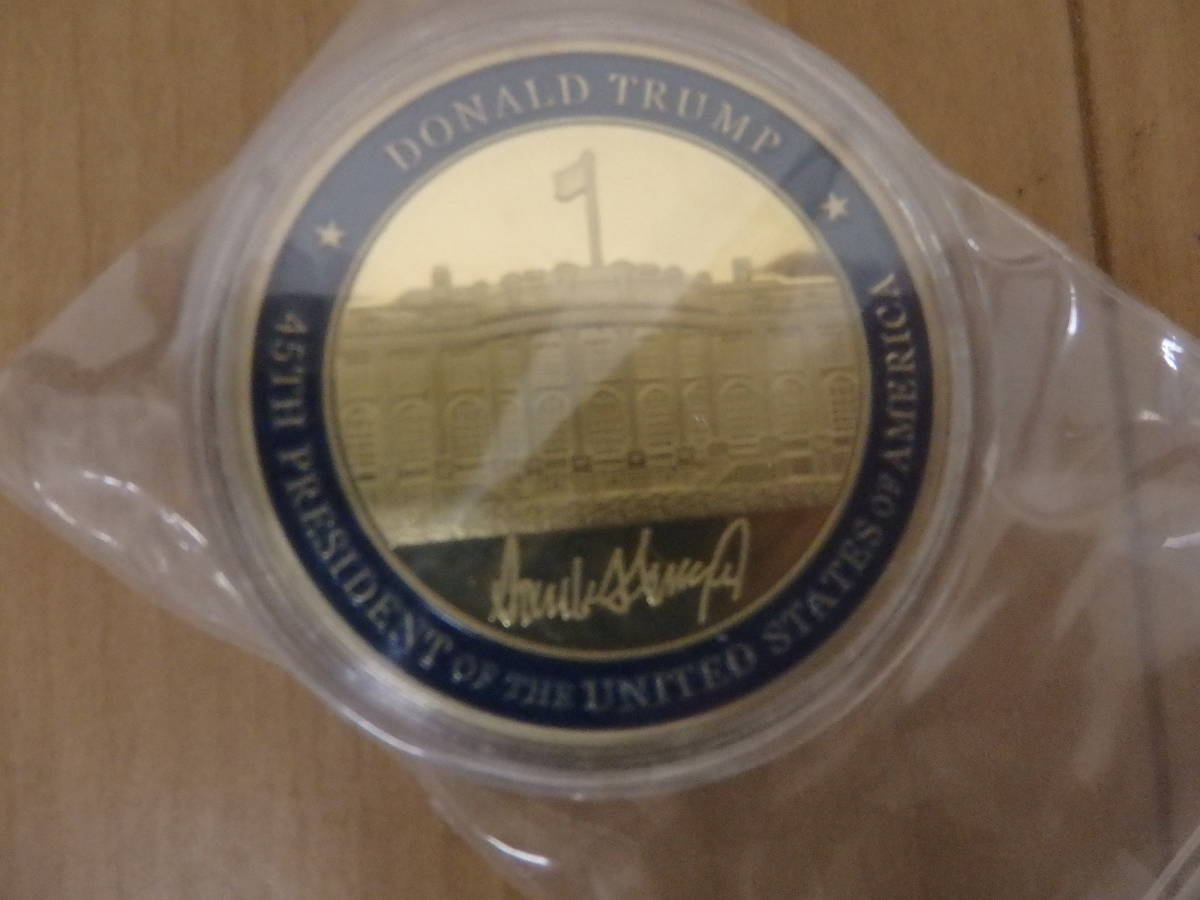 DONALD TRUMP
45TH PRESIDENT OF THE UNITED STATES OF AMERICA